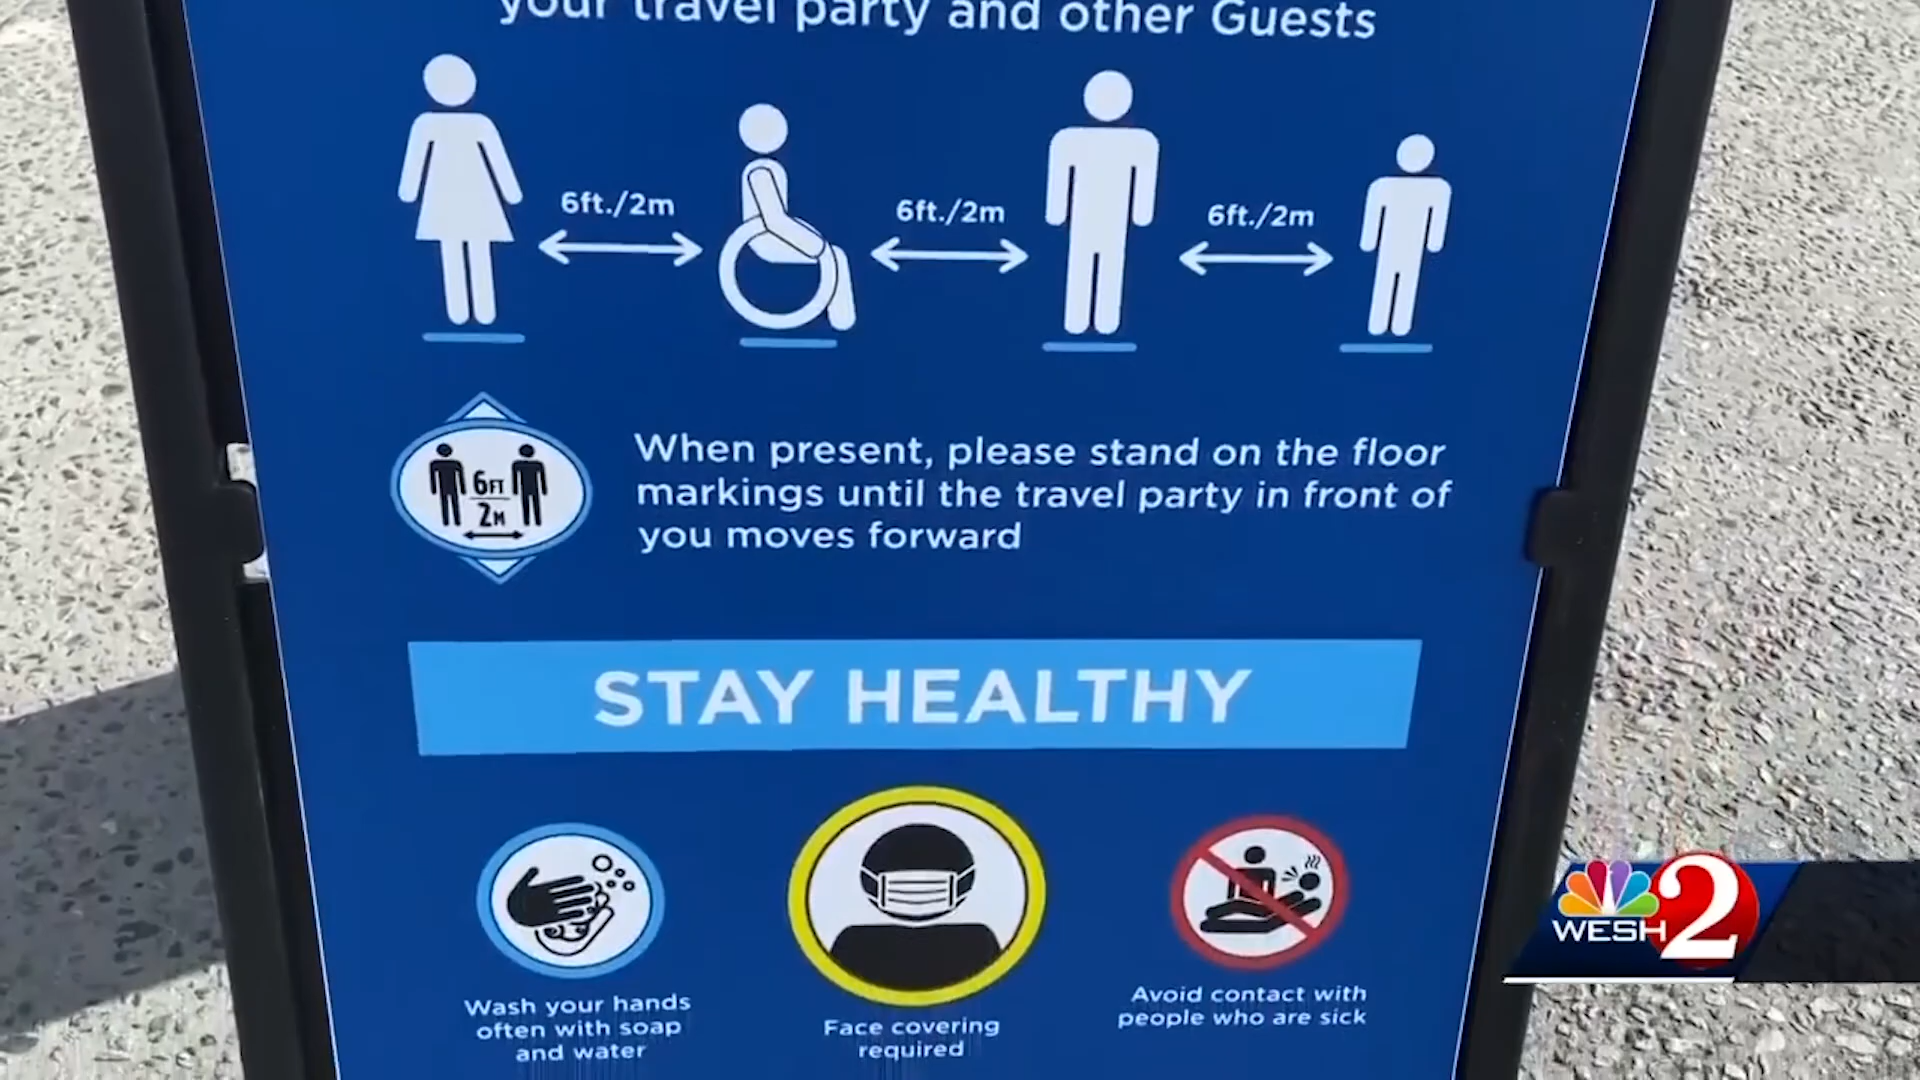 your travel party and other Guests
6ft./2m 6ft./2m 6ft./2m
6FT
2M
When present, please stand on the floor
markings until the travel party in front of
you moves forward
STAY HEALTHY
Wash your hands
often with soap
and water
Face covering
required
Avoid contact with
people who are sick
WESH 2